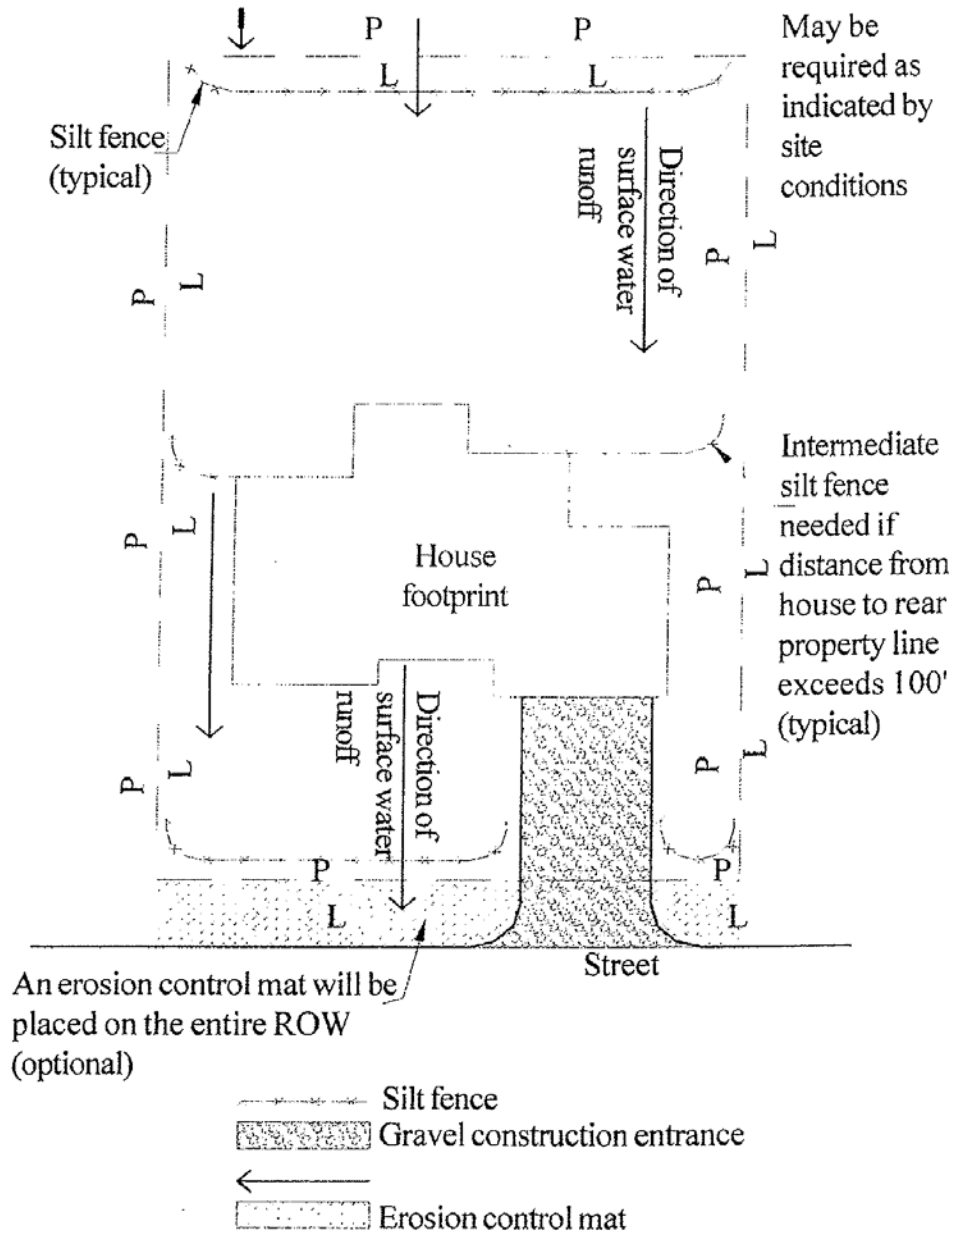 P
L
P
L
May be
required as
indicated by
site
conditions
Silt fence
(typical)
Direction of
surface water
runoff
P
L
P
L
Intermediate
silt fence
needed if
distance from
house to rear
property line
exceeds 100'
(typical)
P
L
House
footprint
P
L
Direction of
surface water
runoff
P
L
P
L
P
L
P
L
Street
An erosion control mat will be
placed on the entire ROW
(optional)
Silt fence
Gravel construction entrance
Erosion control mat